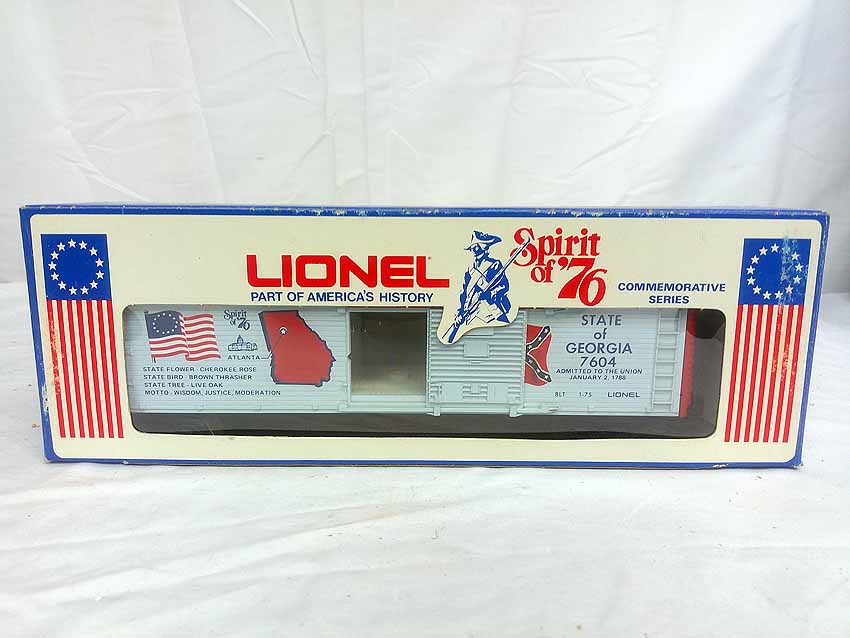 LIONEL
PART OF AMERICA'S HISTORY
Spirit
of '76
COMMEMORATIVE
SERIES
Spirit
of '76
ATLANTA
STATE FLOWER - CHEROKEE ROSE
STATE BIRD - BROWN THRASHER
STATE TREE - LIVE OAK
MOTTO - WISDOM, JUSTICE, MODERATION
STATE
OF
GEORGIA
7604
ADMITTED TO THE UNION
JANUARY 2, 1788
BLT 1-75 LIONEL